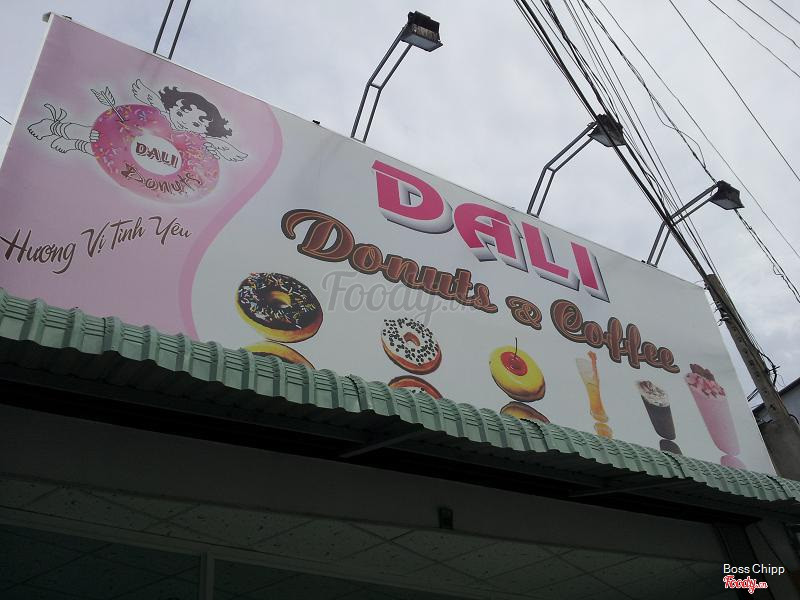 DALI
Donuts
Hương Vị Tình Yêu
DALI
Donuts & Coffee
Foody.vn
Boss Chipp
Foody.vn